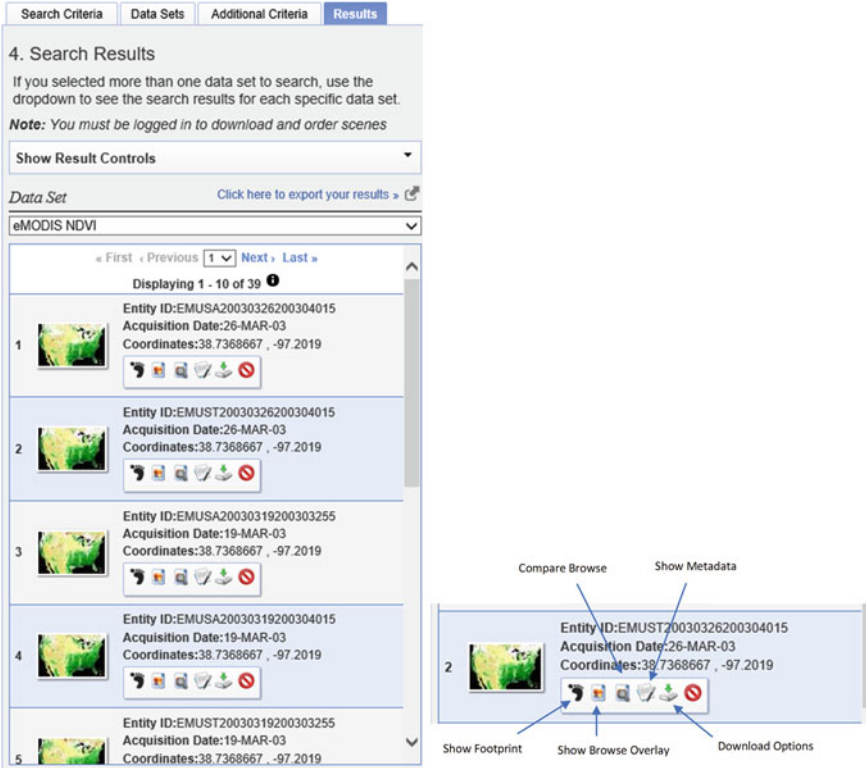 Search Criteria
Data Sets
Additional Criteria
Results
4. Search Results
If you selected more than one data set to search, use the
dropdown to see the search results for each specific data set.
Note: You must be logged in to download and order scenes
Show Result Controls
Data Set
Click here to export your results »
eMODIS NDVI
« First ‹ Previous 1 Next › Last »
Displaying 1 - 10 of 39
1
Entity ID:EMUSA20030326200304015
Acquisition Date:26-MAR-03
Coordinates:38.7368667 , -97.2019
2
Entity ID:EMUST20030326200304015
Acquisition Date:26-MAR-03
Coordinates:38.7368667 , -97.2019
3
Entity ID:EMUSA20030319200303255
Acquisition Date:19-MAR-03
Coordinates:38.7368667 , -97.2019
4
Entity ID:EMUSA20030319200304015
Acquisition Date:19-MAR-03
Coordinates:38.7368667 , -97.2019
5
Entity ID:EMUST20030319200303255
Acquisition Date:19-MAR-03
Coordinates:38.7368667 , -97.2019
Compare Browse
Show Metadata
2
Entity ID:EMUST20030326200304015
Acquisition Date:26-MAR-03
Coordinates:38.7368667 , -97.2019
Show Footprint
Show Browse Overlay
Download Options